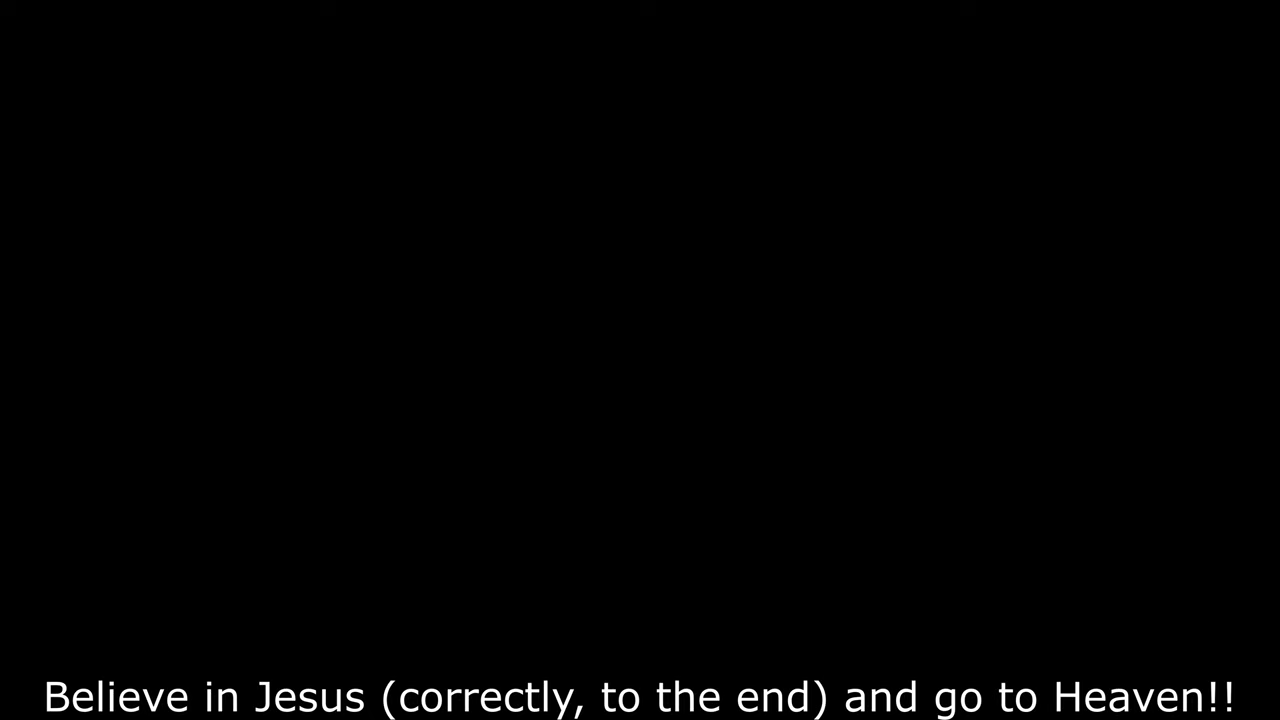 Believe in Jesus (correctly, to the end) and go to Heaven!!